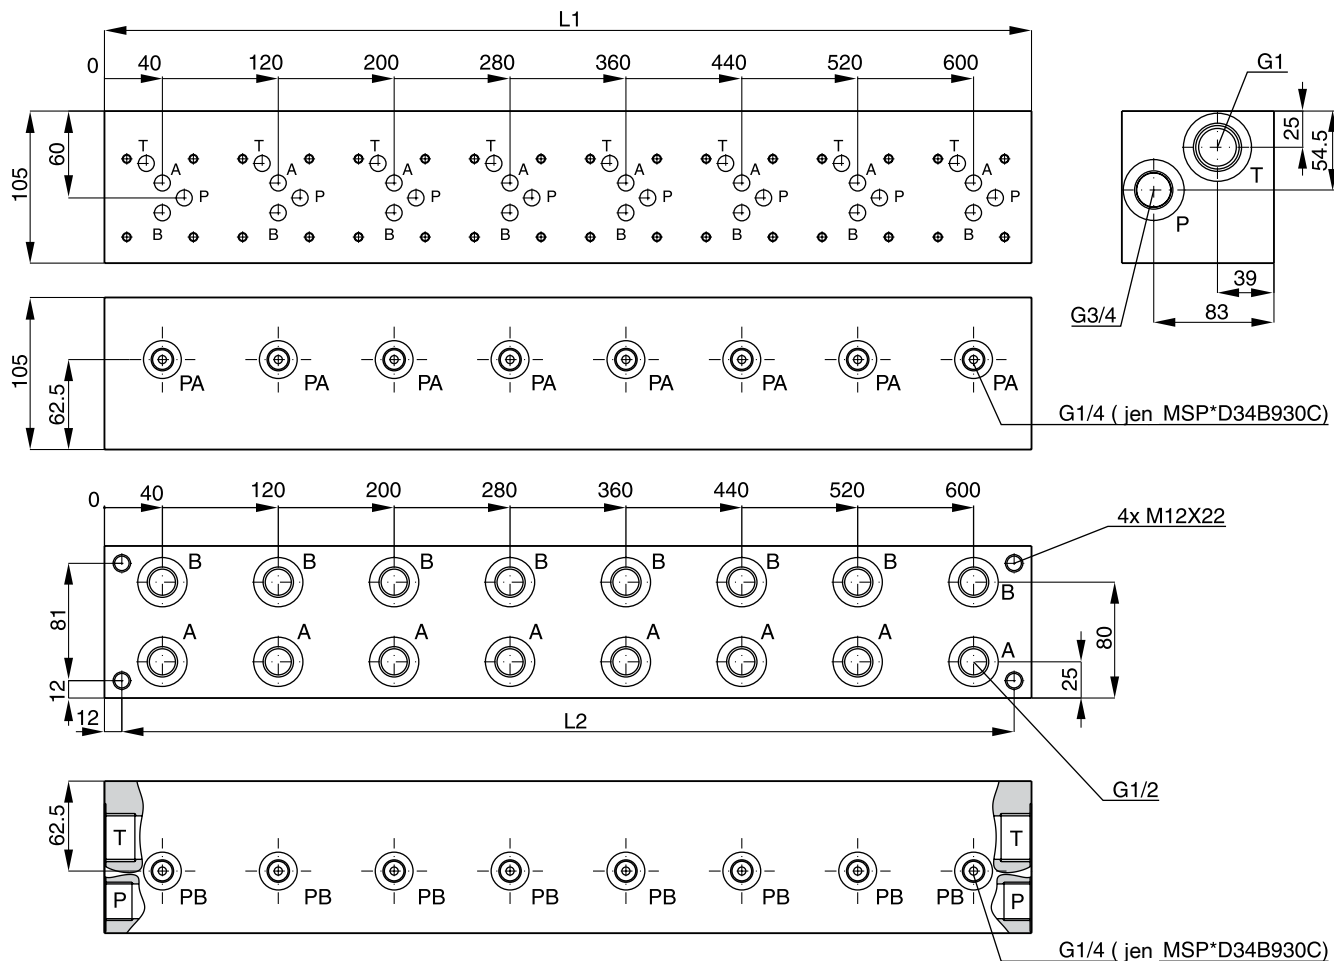 L1
0 40 120 200 280 360 440 520 600
G1
105 60
T T T T T T T T
A A A A A A A A
P P P P P P P P
B B B B B B B B
25 54.5
T
P
39
83
G3/4
105 62.5
PA PA PA PA PA PA PA PA
G1/4 ( jen MSP*D34B930C)
0 40 120 200 280 360 440 520 600
4x M12X22
B B B B B B B B
81 80
A A A A A A A A
12 25
12 L2
G1/2
62.5
T T
P PB PB PB PB PB PB PB PB P
G1/4 ( jen MSP*D34B930C)